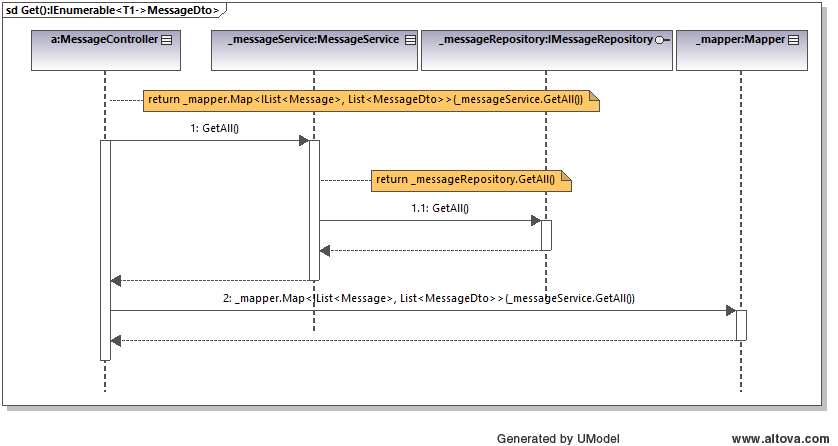 sd Get():IEnumerable<T1->MessageDto>
a:MessageController
_messageService:MessageService
_messageRepository:IMessageRepository
_mapper:Mapper
return _mapper.Map<IList<Message>, List<MessageDto>>(_messageService.GetAll())
1: GetAll()
return _messageRepository.GetAll()
1.1: GetAll()
2: _mapper.Map<IList<Message>, List<MessageDto>>(_messageService.GetAll())
Generated by UModel
www.altova.com